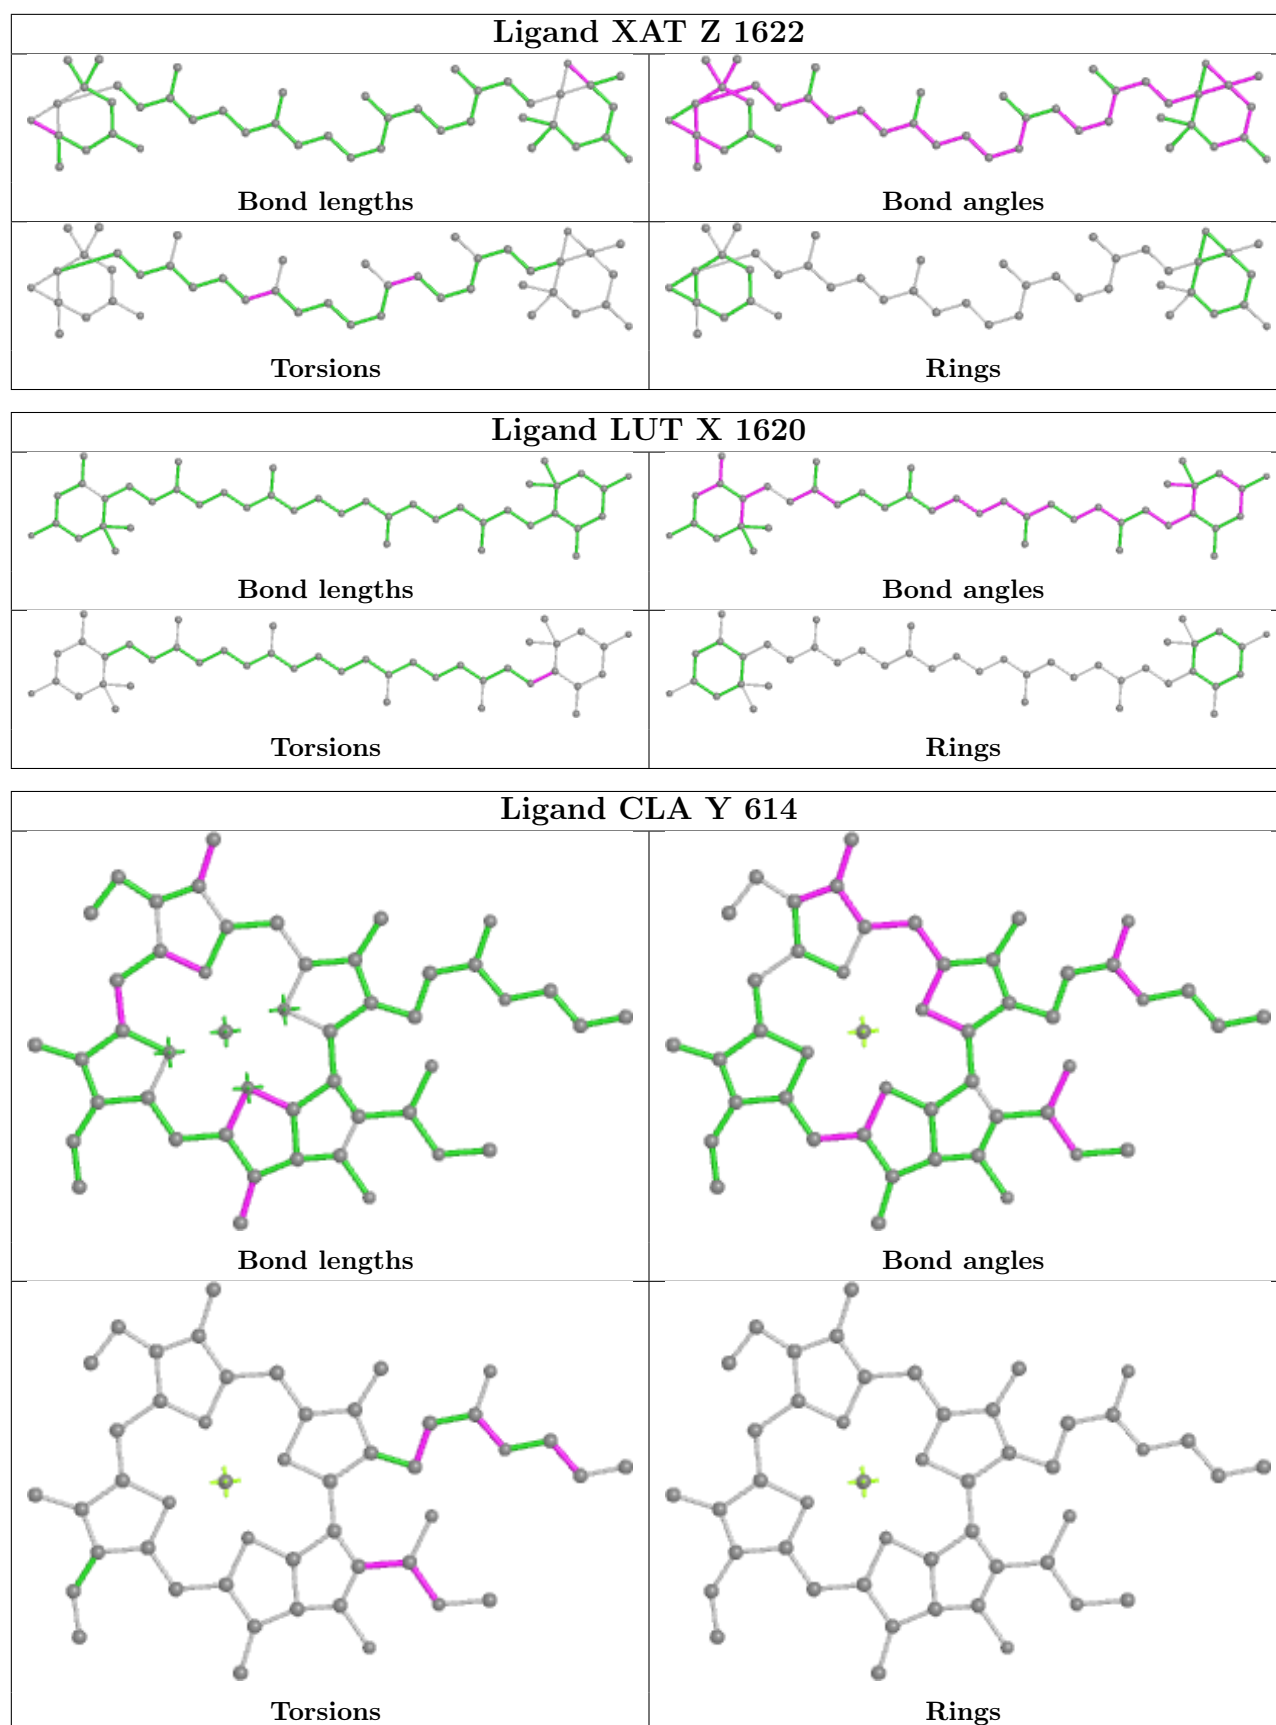 Ligand XAT Z 1622
Bond lengths
Bond angles
Torsions
Rings
Ligand LUT X 1620
Bond lengths
Bond angles
Torsions
Rings
Ligand CLA Y 614
Bond lengths
Bond angles
Torsions
Rings